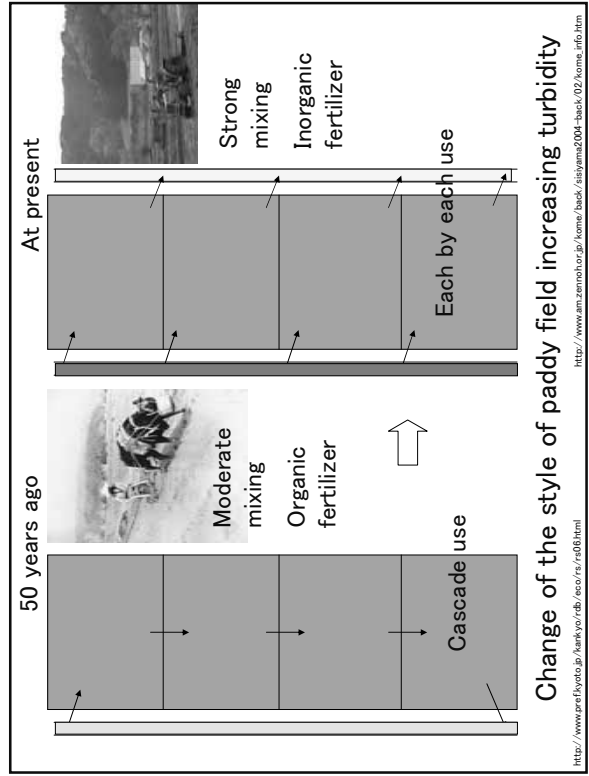 50 years ago
At present
Moderate
mixing
Organic
fertilizer
Cascade use
Strong
mixing
Inorganic
fertilizer
Each by each use
Change of the style of paddy field increasing turbidity
http://www.pref.kyoto.jp/kankyo/rdb/eco/rs/rs06.html
http://www.am.zennoh.or.jp/kome/back/sisiyama2004-back/02/kome_info.htm